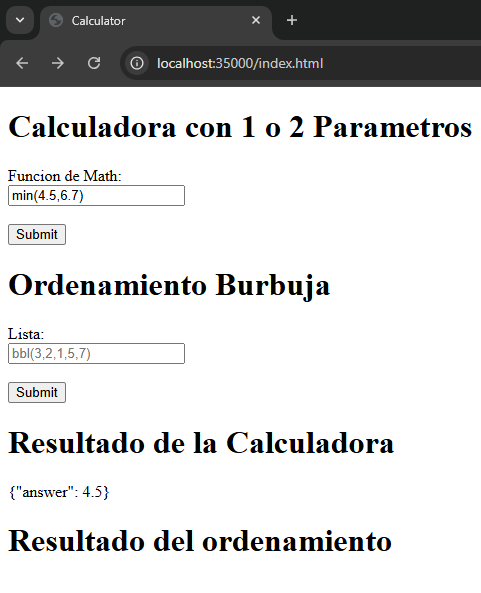 Calculator
localhost:35000/index.html
Calculadora con 1 o 2 Parametros
Funcion de Math:
min(4.5,6.7)
Submit
Ordenamiento Burbuja
Lista:
bbl(3,2,1,5,7)
Submit
Resultado de la Calculadora
{"answer": 4.5}
Resultado del ordenamiento